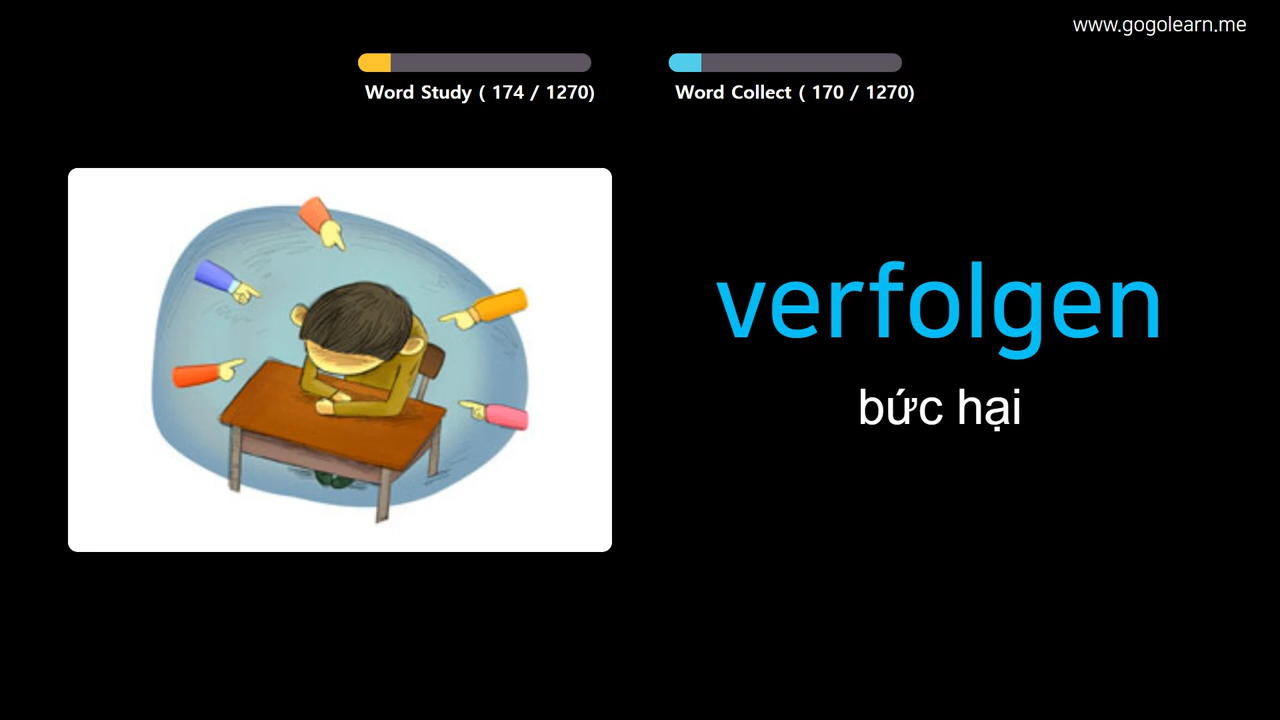 www.gogolearn.me
Word Study ( 174 / 1270)
Word Collect ( 170 / 1270)
verfolgen
bức hại